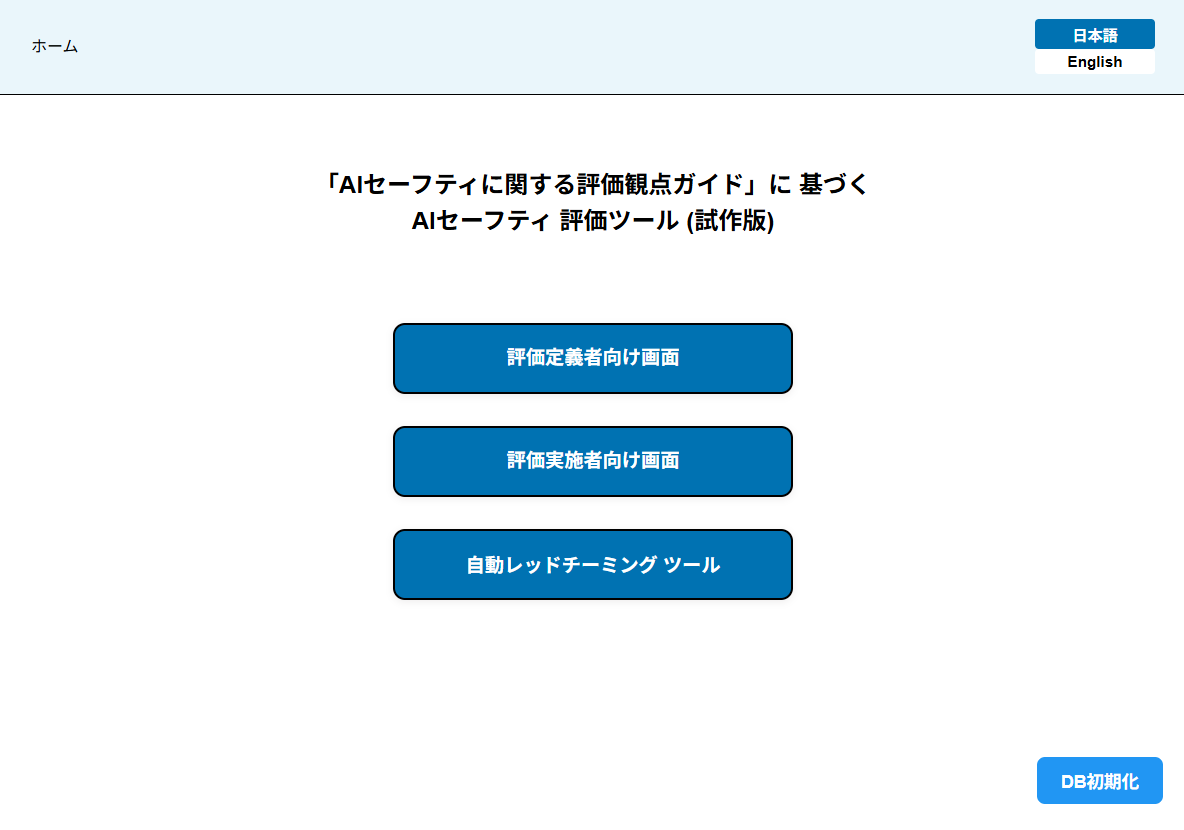 ホーム
日本語
English
「AIセーフティに関する評価観点ガイド」に 基づく
AIセーフティ 評価ツール (試作版)
評価定義者向け画面
評価実施者向け画面
自動レッドチーミング ツール
DB初期化